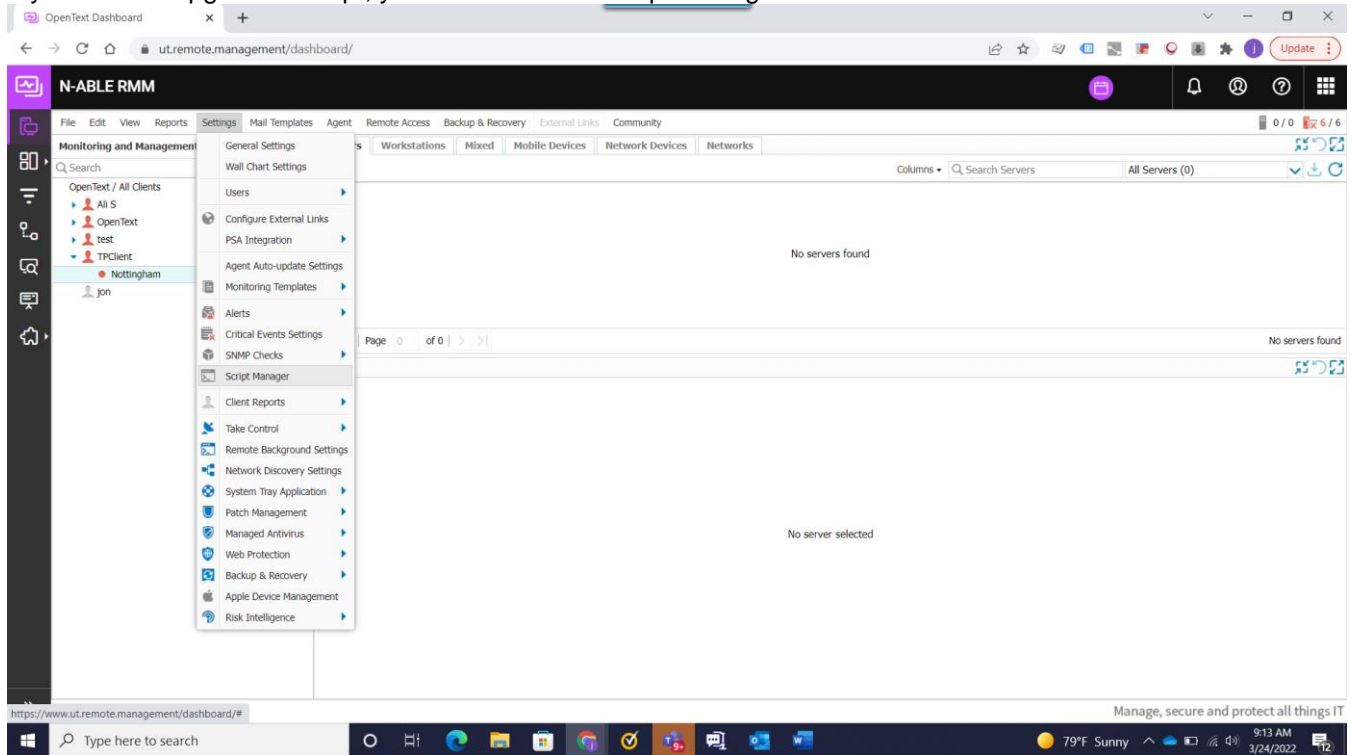 OpenText Dashboard
ut.remote.management/dashboard/
Update
N-ABLE RMM
File Edit View Reports Settings Mail Templates Agent Remote Access Backup & Recovery External Links Community
0 / 0 6 / 6
Monitoring and Management
Workstations Mixed Mobile Devices Network Devices Networks
Search
Columns Search Servers All Servers (0)
OpenText / All Clients
Ali S
OpenText
test
TPClient
Nottingham
jon
General Settings
Wall Chart Settings
Users
Configure External Links
PSA Integration
Agent Auto-update Settings
Monitoring Templates
Alerts
Critical Events Settings
SNMP Checks
Script Manager
Client Reports
Take Control
Remote Background Settings
Network Discovery Settings
System Tray Application
Patch Management
Managed Antivirus
Web Protection
Backup & Recovery
Apple Device Management
Risk Intelligence
No servers found
Page 0 of 0
No servers found
No server selected
https://www.ut.remote.management/dashboard/#
Manage, secure and protect all things IT
Type here to search
79°F Sunny
9:13 AM
3/24/2022
12